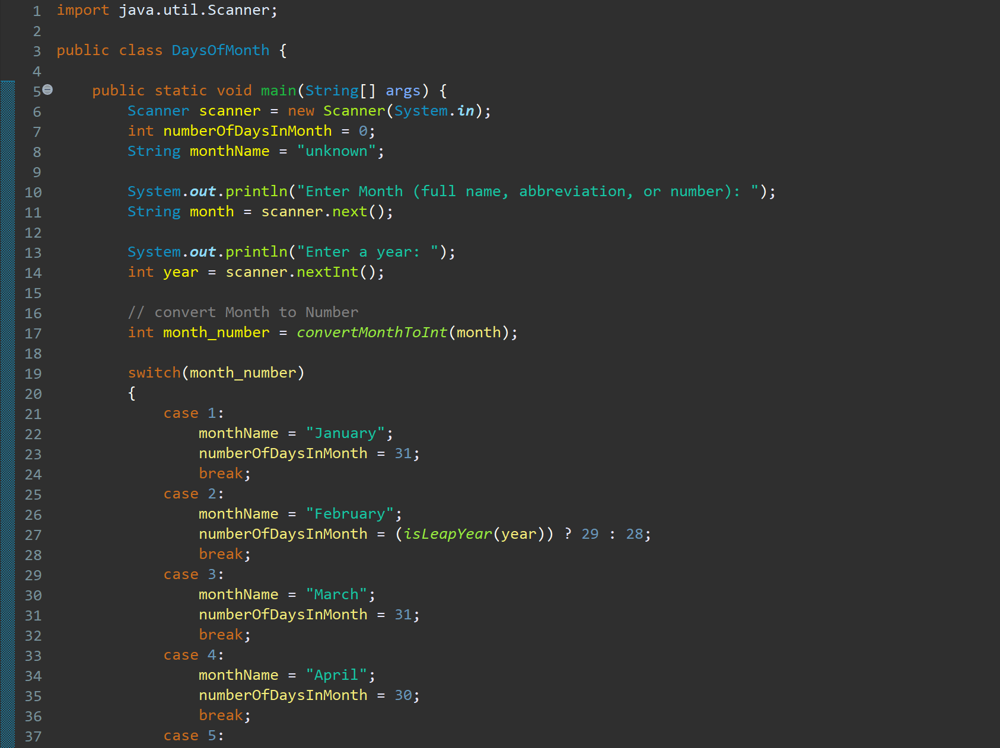 1 import java.util.Scanner;
2
3 public class DaysOfMonth {
4
5     public static void main(String[] args) {
6         Scanner scanner = new Scanner(System.in);
7         int numberOfDaysInMonth = 0;
8         String monthName = "unknown";
9
10         System.out.println("Enter Month (full name, abbreviation, or number): ");
11         String month = scanner.next();
12
13         System.out.println("Enter a year: ");
14         int year = scanner.nextInt();
15
16         // convert Month to Number
17         int month_number = convertMonthToInt(month);
18
19         switch(month_number)
20         {
21             case 1:
22                 monthName = "January";
23                 numberOfDaysInMonth = 31;
24                 break;
25             case 2:
26                 monthName = "February";
27                 numberOfDaysInMonth = (isLeapYear(year)) ? 29 : 28;
28                 break;
29             case 3:
30                 monthName = "March";
31                 numberOfDaysInMonth = 31;
32                 break;
33             case 4:
34                 monthName = "April";
35                 numberOfDaysInMonth = 30;
36                 break;
37             case 5: